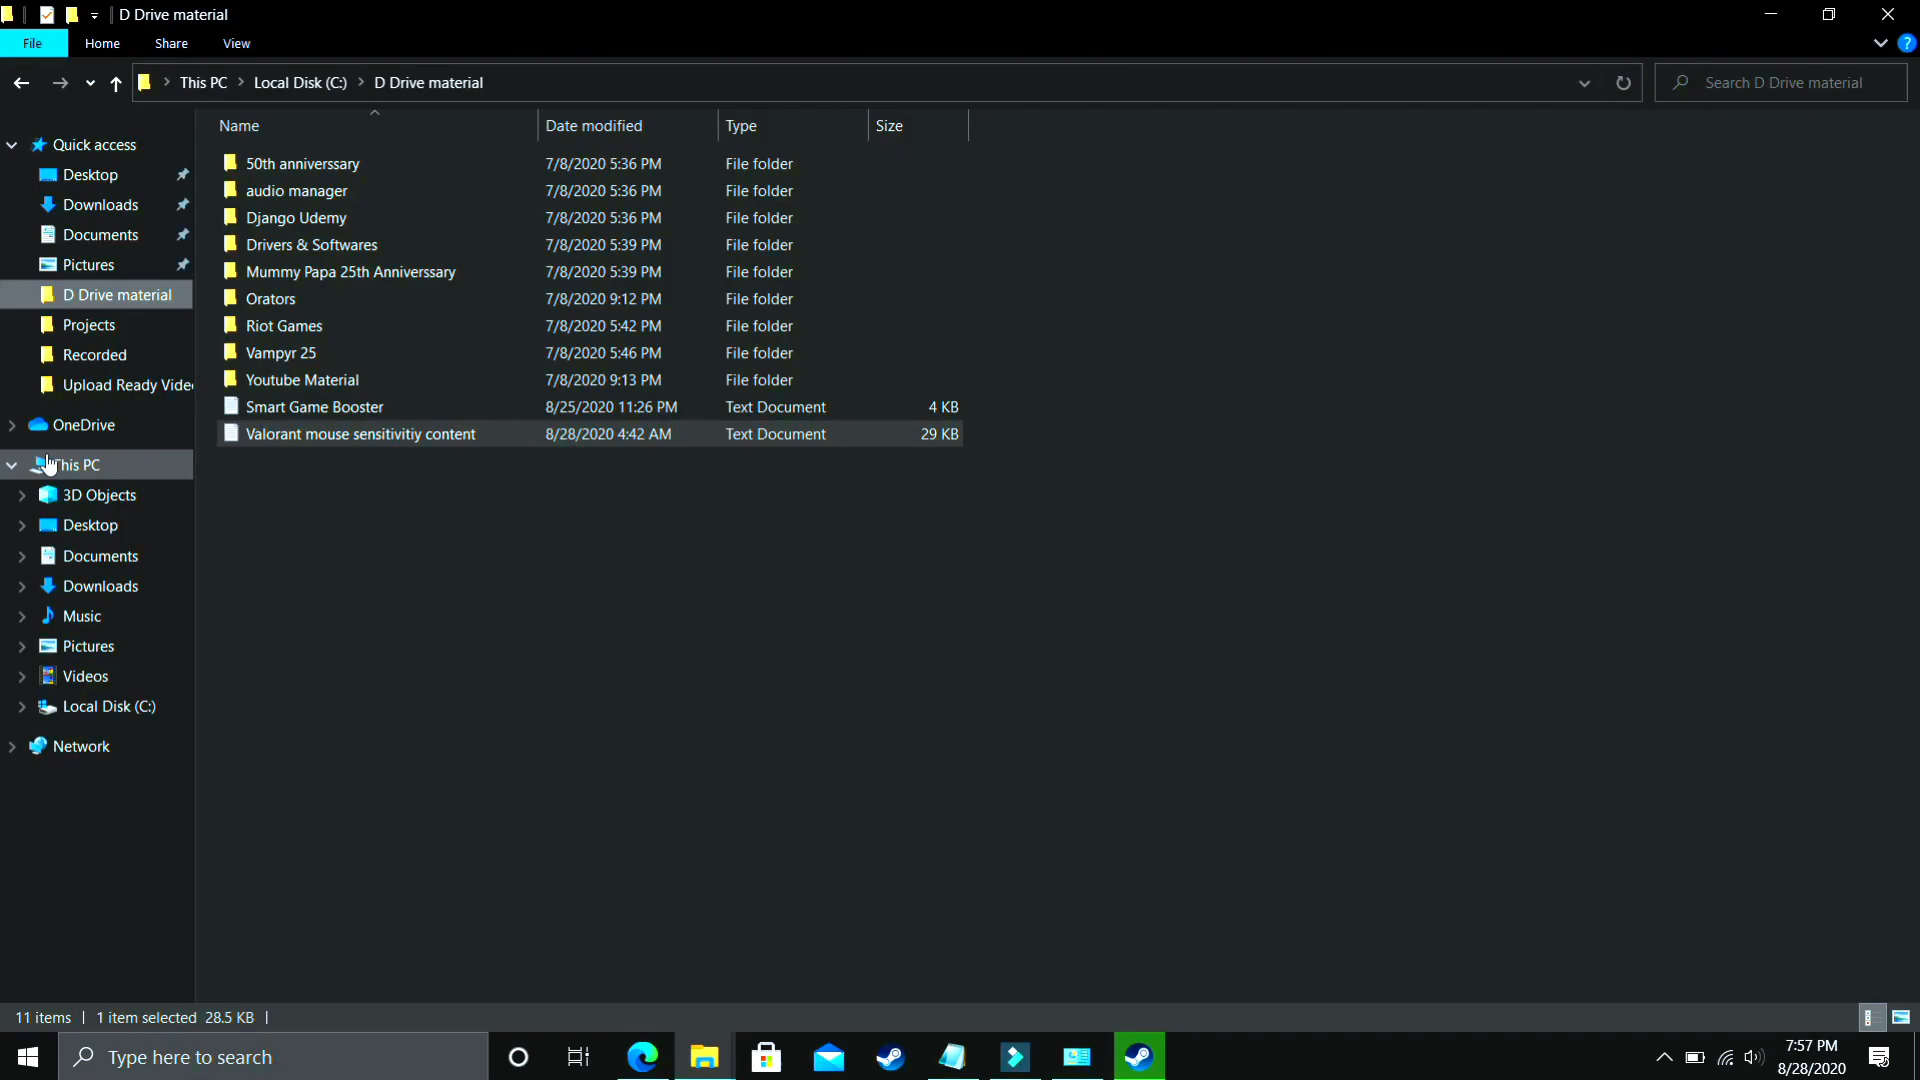 D Drive material
File Home Share View
This PC Local Disk (C:) D Drive material Search D Drive material
Name Date modified Type Size
Quick access
Desktop
Downloads
Documents
Pictures
D Drive material
Projects
Recorded
Upload Ready Vide
OneDrive
This PC
3D Objects
Desktop
Documents
Downloads
Music
Pictures
Videos
Local Disk (C:)
Network
50th anniverssary 7/8/2020 5:36 PM File folder
audio manager 7/8/2020 5:36 PM File folder
Django Udemy 7/8/2020 5:36 PM File folder
Drivers & Softwares 7/8/2020 5:39 PM File folder
Mummy Papa 25th Anniverssary 7/8/2020 5:39 PM File folder
Orators 7/8/2020 9:12 PM File folder
Riot Games 7/8/2020 5:42 PM File folder
Vampyr 25 7/8/2020 5:46 PM File folder
Youtube Material 7/8/2020 9:13 PM File folder
Smart Game Booster 8/25/2020 11:26 PM Text Document 4 KB
Valorant mouse sensitivitiy content 8/28/2020 4:42 AM Text Document 29 KB
11 items 1 item selected 28.5 KB
Type here to search
7:57 PM
8/28/2020